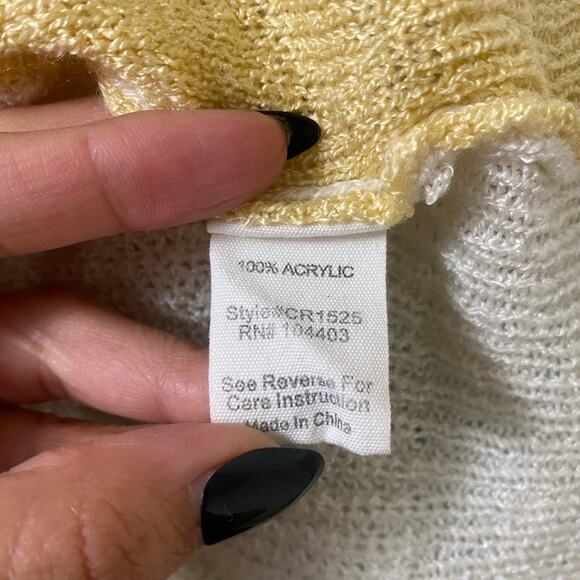 100% ACRYLIC
Style#CR1525
RN# 104403
See Reverse For
Care Instruction
Made In China